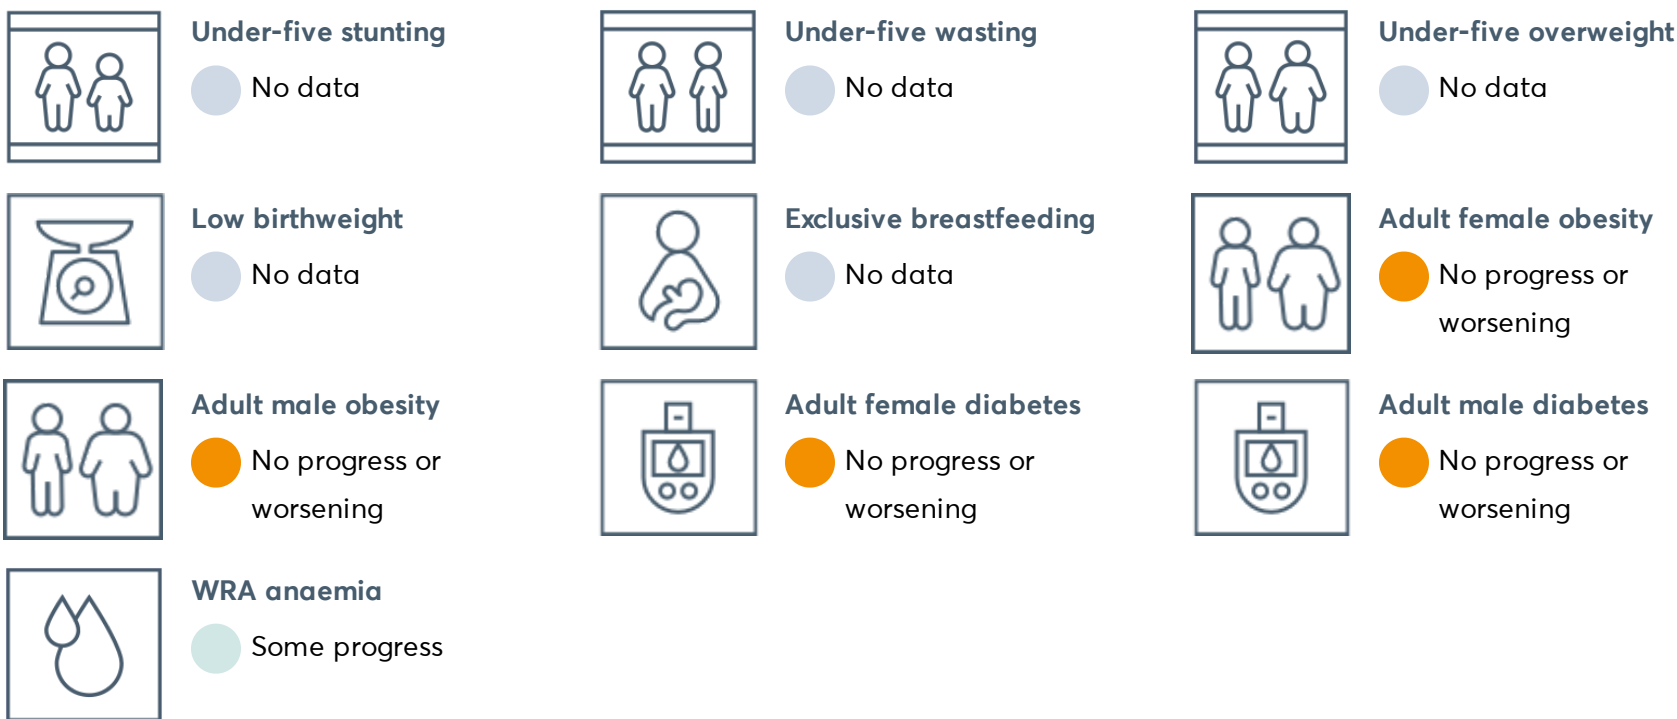 Under-five stunting
No data
Under-five wasting
No data
Under-five overweight
No data
Low birthweight
No data
Exclusive breastfeeding
No data
Adult female obesity
No progress or
worsening
Adult male obesity
No progress or
worsening
Adult female diabetes
No progress or
worsening
Adult male diabetes
No progress or
worsening
WRA anaemia
Some progress